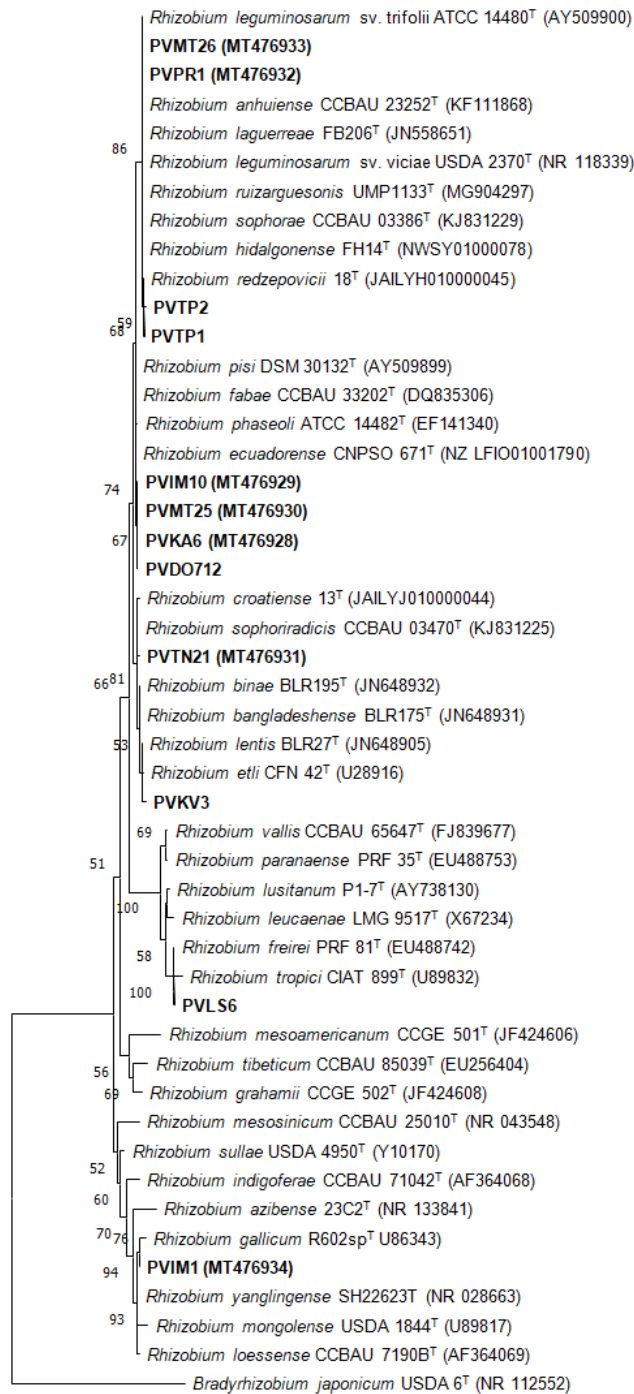 Rhizobium leguminosarum sv. trifolii ATCC 14480ᵀ (AY509900)
PVMT26 (MT476933)
PVPR1 (MT476932)
Rhizobium anhuiense CCBAU 23252ᵀ (KF111868)
Rhizobium laguerreae FB206ᵀ (JN558651)
86
Rhizobium leguminosarum sv. viciae USDA 2370ᵀ (NR 118339)
Rhizobium ruizarguesonis UMP1133ᵀ (MG904297)
Rhizobium sophorae CCBAU 03386ᵀ (KJ831229)
Rhizobium hidalgonense FH14ᵀ (NWSY01000078)
Rhizobium redzepovicii 18ᵀ (JAILYH010000045)
PVTP2
59
68
PVTP1
Rhizobium pisi DSM 30132ᵀ (AY509899)
Rhizobium fabae CCBAU 33202ᵀ (DQ835306)
Rhizobium phaseoli ATCC 14482ᵀ (EF141340)
Rhizobium ecuadorense CNPSO 671ᵀ (NZ LFIO01001790)
PVIM10 (MT476929)
74
PVMT25 (MT476930)
PVKA6 (MT476928)
67
PVDO712
Rhizobium croatiense 13ᵀ (JAILYJ010000044)
Rhizobium sophoriradicis CCBAU 03470ᵀ (KJ831225)
PVTN21 (MT476931)
66
81
Rhizobium binae BLR195ᵀ (JN648932)
Rhizobium bangladeshense BLR175ᵀ (JN648931)
53
Rhizobium lentis BLR27ᵀ (JN648905)
Rhizobium etli CFN 42ᵀ (U28916)
PVKV3
69
Rhizobium vallis CCBAU 65647ᵀ (FJ839677)
Rhizobium paranaense PRF 35ᵀ (EU488753)
51
Rhizobium lusitanum P1-7ᵀ (AY738130)
100
Rhizobium leucaenae LMG 9517ᵀ (X67234)
Rhizobium freirei PRF 81ᵀ (EU488742)
58
Rhizobium tropici CIAT 899ᵀ (U89832)
100
PVLS6
Rhizobium mesoamericanum CCGE 501ᵀ (JF424606)
Rhizobium tibeticum CCBAU 85039ᵀ (EU256404)
56
69
Rhizobium grahamii CCGE 502ᵀ (JF424608)
Rhizobium mesosinicum CCBAU 25010ᵀ (NR 043548)
Rhizobium sullae USDA 4950ᵀ (Y10170)
52
Rhizobium indigoferae CCBAU 71042ᵀ (AF364068)
60
Rhizobium azibense 23C2ᵀ (NR 133841)
70
76
Rhizobium gallicum R602spᵀ U86343)
94
PVIM1 (MT476934)
Rhizobium yanglingense SH22623T (NR 028663)
93
Rhizobium mongolense USDA 1844ᵀ (U89817)
Rhizobium loessense CCBAU 7190Bᵀ (AF364069)
Bradyrhizobium japonicum USDA 6ᵀ (NR 112552)